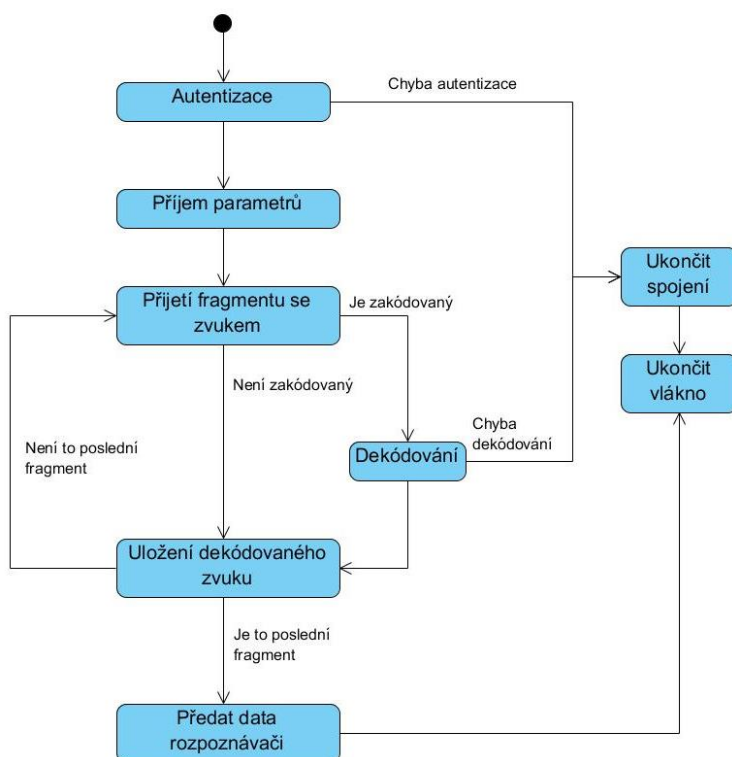 Chyba autentizace
Autentizace
Příjem parametrů
Ukončit
spojení
Přijetí fragmentu se
zvukem
Je zakódovaný
Ukončit
vlákno
Není zakódovaný
Není to poslední
fragment
Chyba
dekódování
Dekódování
Uložení dekódovaného
zvuku
Je to poslední
fragment
Předat data
rozpoznávači